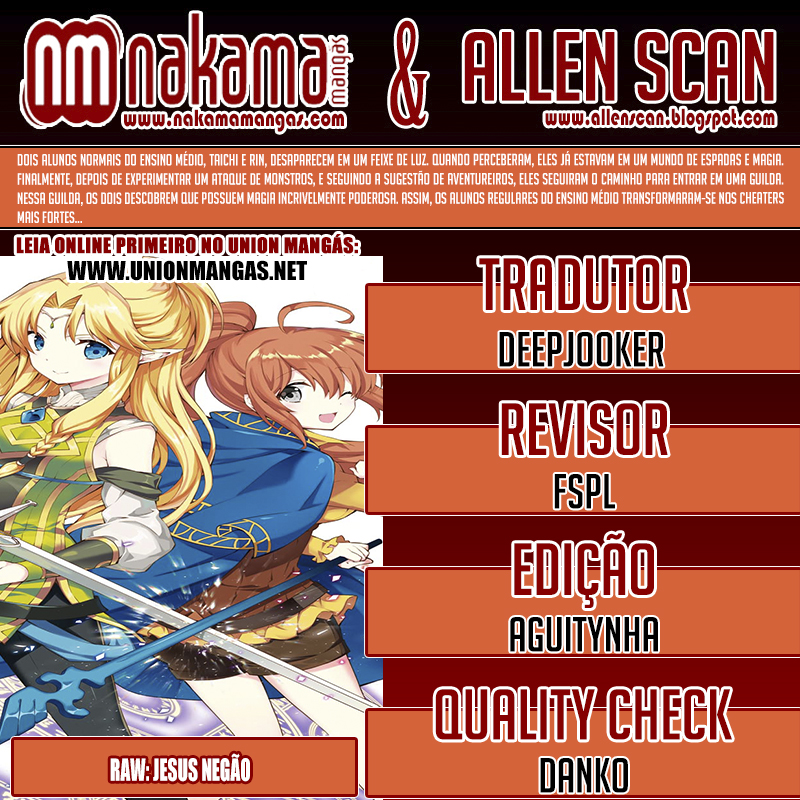 nm nakama mangas
www.nakamamangas.com
&
ALLEN SCAN
www.allenscan.blogspot.com
DOIS ALUNOS NORMAIS DO ENSINO MÉDIO, TAICHI E RIN, DESAPARECEM EM UM FEIXE DE LUZ. QUANDO PERCEBERAM, ELES JÁ ESTAVAM EM UM MUNDO DE ESPADAS E MAGIA.
FINALMENTE, DEPOIS DE EXPERIMENTAR UM ATAQUE DE MONSTROS, E SEGUINDO A SUGESTÃO DE AVENTUREIROS, ELES SEGUIRAM O CAMINHO PARA ENTRAR EM UMA GUILDA.
NESSA GUILDA, OS DOIS DESCOBREM QUE POSSUEM MAGIA INCRIVELMENTE PODEROSA. ASSIM, OS ALUNOS REGULARES DO ENSINO MÉDIO TRANSFORMARAM-SE NOS CHEATERS
MAIS FORTES...
LEIA ONLINE PRIMEIRO NO UNION MANGÁS:
WWW.UNIONMANGAS.NET
TRADUTOR
DEEPJOOKER
REVISOR
FSPL
EDIÇÃO
AGUITYNHA
QUALITY CHECK
DANKO
RAW: JESUS NEGÃO